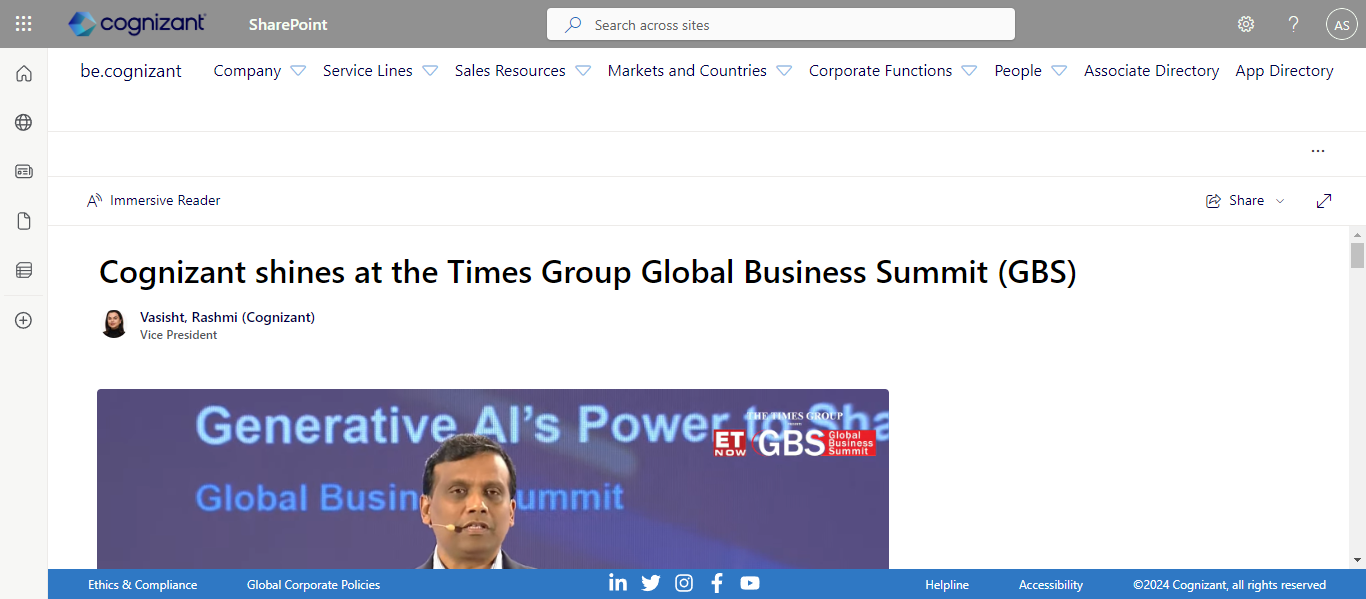 cognizant SharePoint Search across sites ? AS
be.cognizant Company Service Lines Sales Resources Markets and Countries Corporate Functions People Associate Directory App Directory
...
Immersive Reader Share
Cognizant shines at the Times Group Global Business Summit (GBS)
Vasisht, Rashmi (Cognizant)
Vice President
Generative AI's Power to Sha
THE TIMES GROUP
presents
ET NOW GBS Global Business Summit
Global Busin ummit
Ethics & Compliance Global Corporate Policies Helpline Accessibility ©2024 Cognizant, all rights reserved